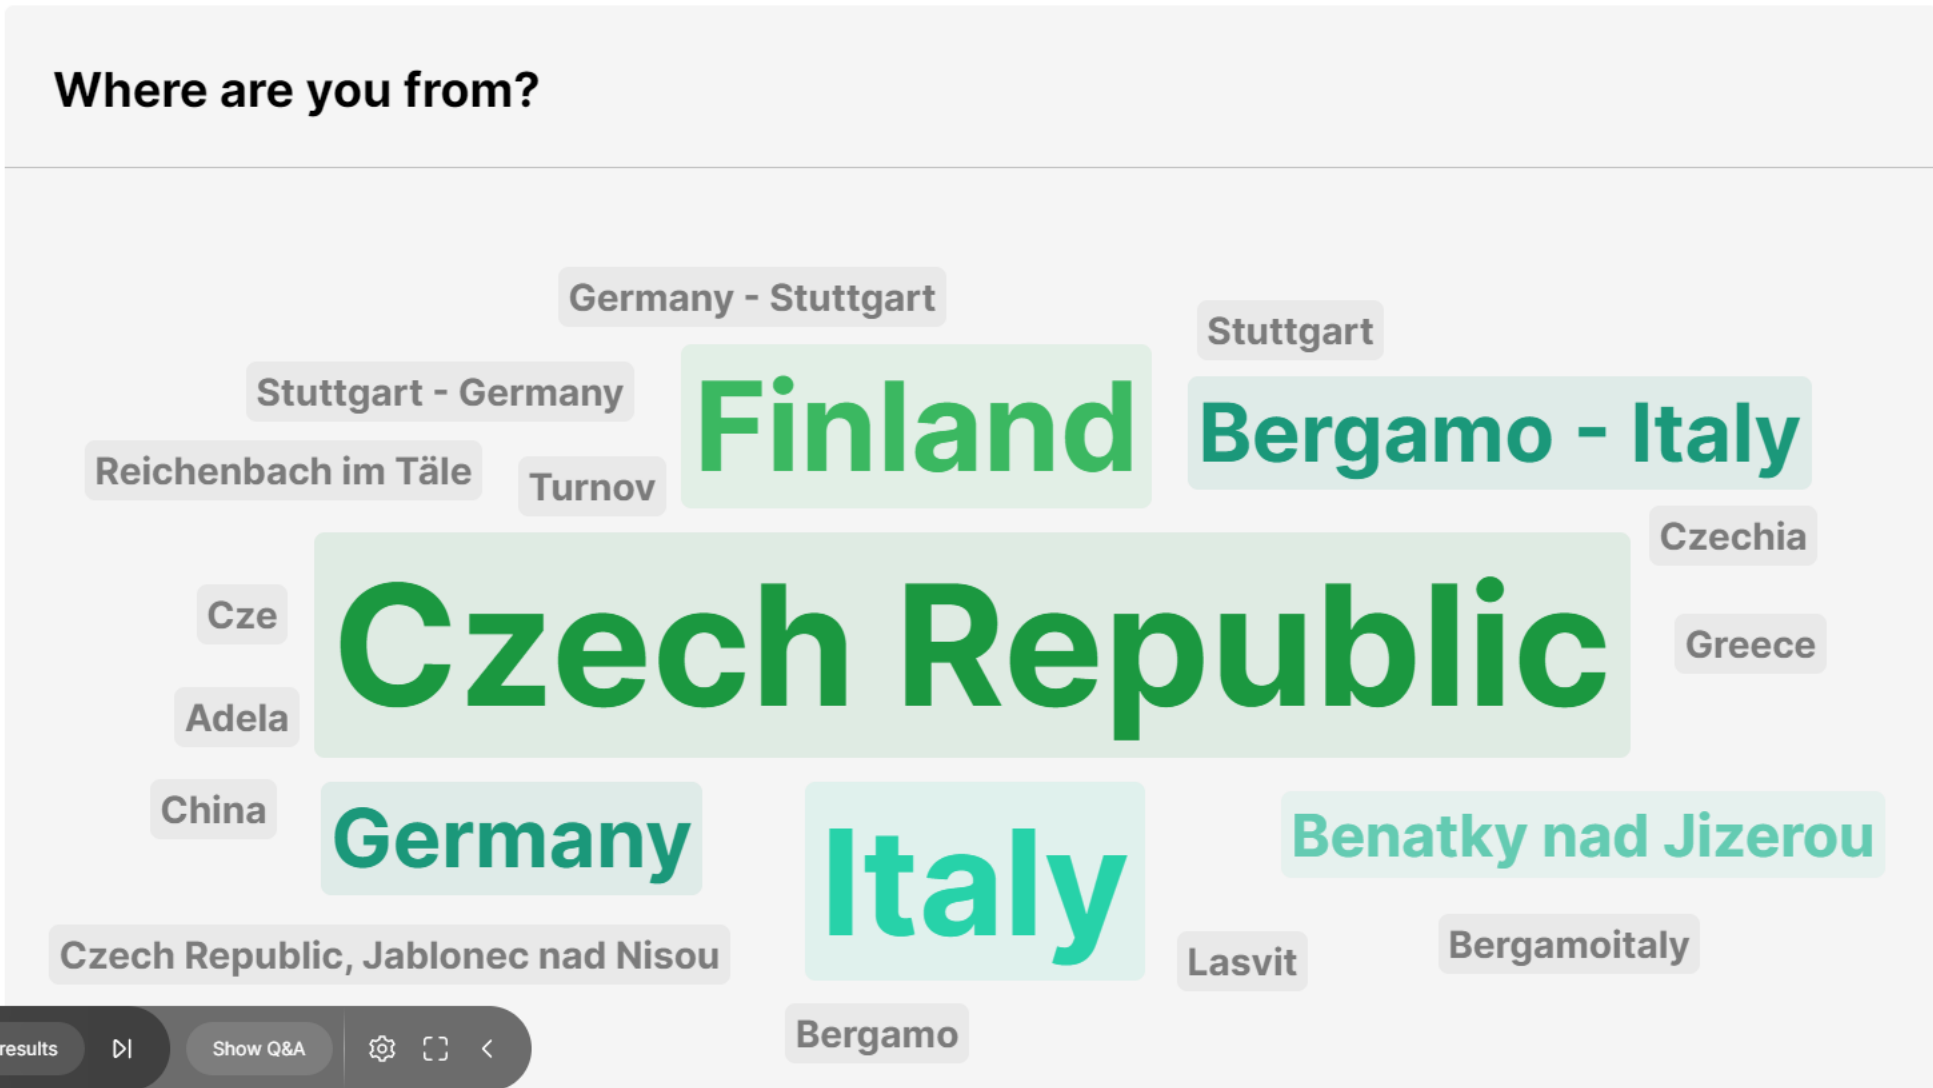 Where are you from?
Germany - Stuttgart
Stuttgart
Stuttgart - Germany
Finland
Bergamo - Italy
Reichenbach im Täle
Turnov
Czechia
Cze
Czech Republic
Greece
Adela
China
Germany
Italy
Benatky nad Jizerou
Czech Republic, Jablonec nad Nisou
Lasvit
Bergamoitaly
Bergamo
results
Show Q&A